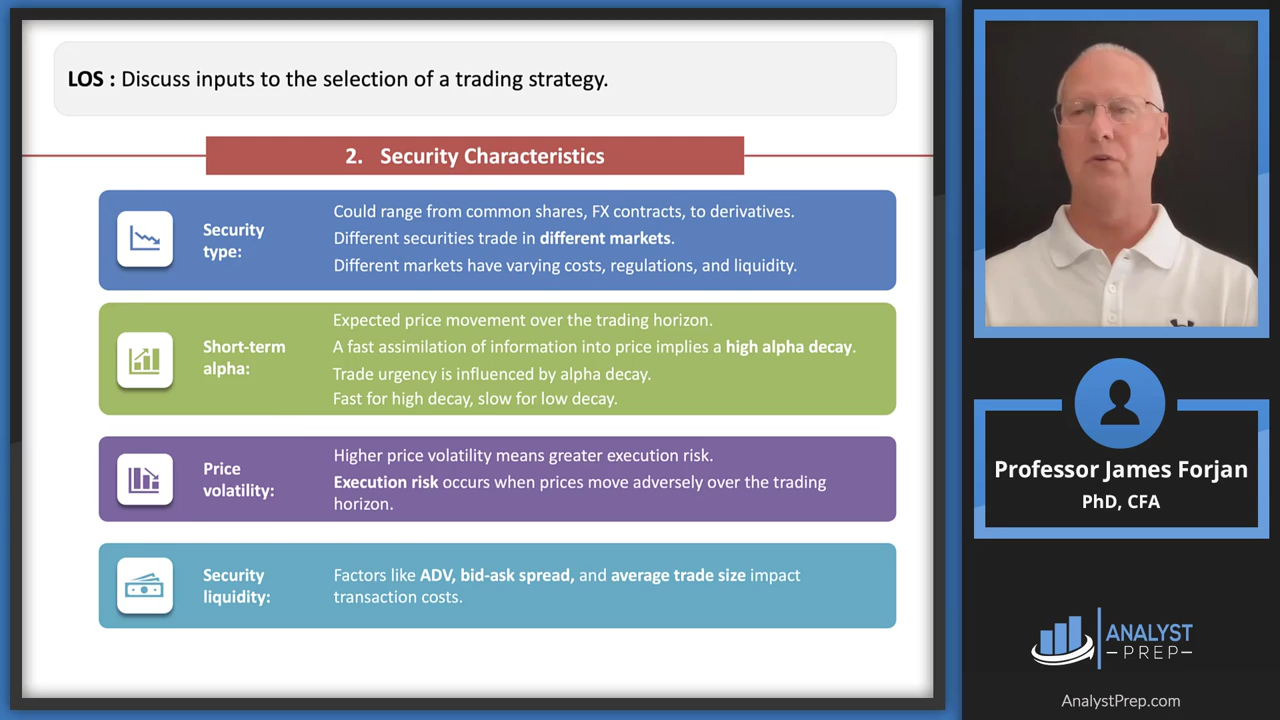 LOS : Discuss inputs to the selection of a trading strategy.
2. Security Characteristics
Security
type:
Could range from common shares, FX contracts, to derivatives.
Different securities trade in different markets.
Different markets have varying costs, regulations, and liquidity.
Short-term
alpha:
Expected price movement over the trading horizon.
A fast assimilation of information into price implies a high alpha decay.
Trade urgency is influenced by alpha decay.
Fast for high decay, slow for low decay.
Price
volatility:
Higher price volatility means greater execution risk.
Execution risk occurs when prices move adversely over the trading
horizon.
Security
liquidity:
Factors like ADV, bid-ask spread, and average trade size impact
transaction costs.
Professor James Forjan
PhD, CFA
ANALYST
PREP
AnalystPrep.com